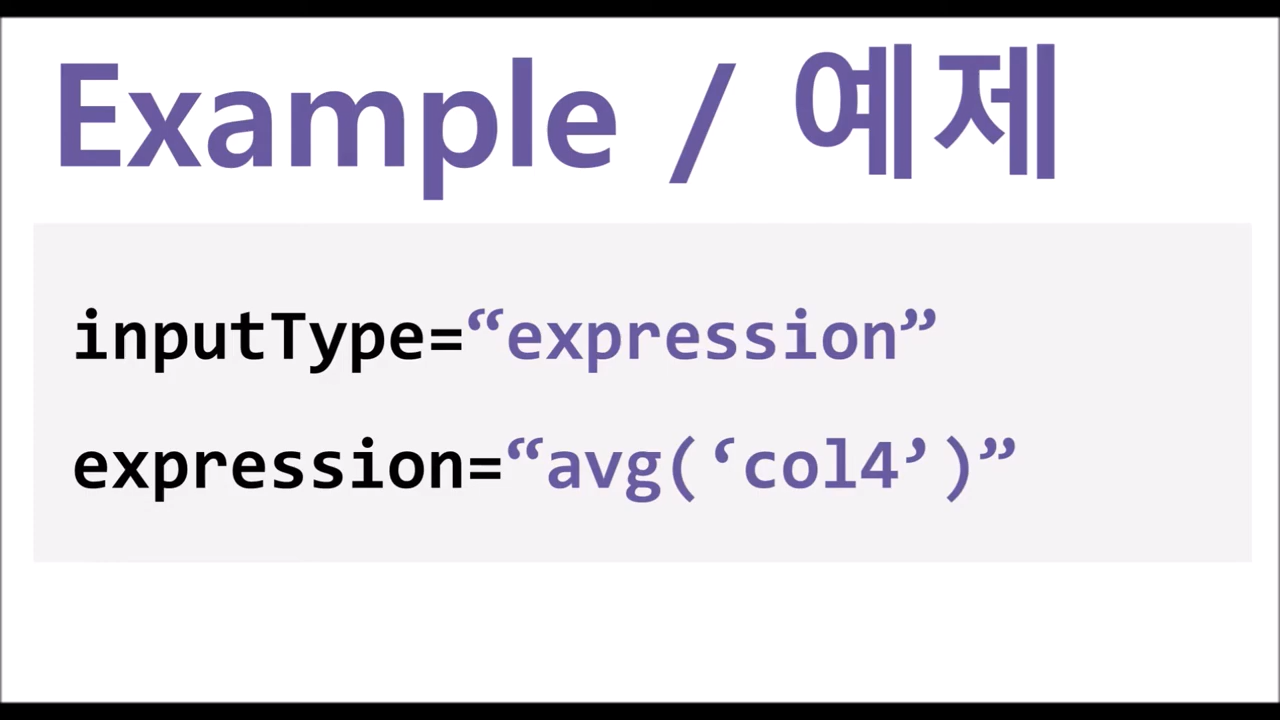 Example / 예제
inputType=“expression”
expression=“avg(‘col4’)”